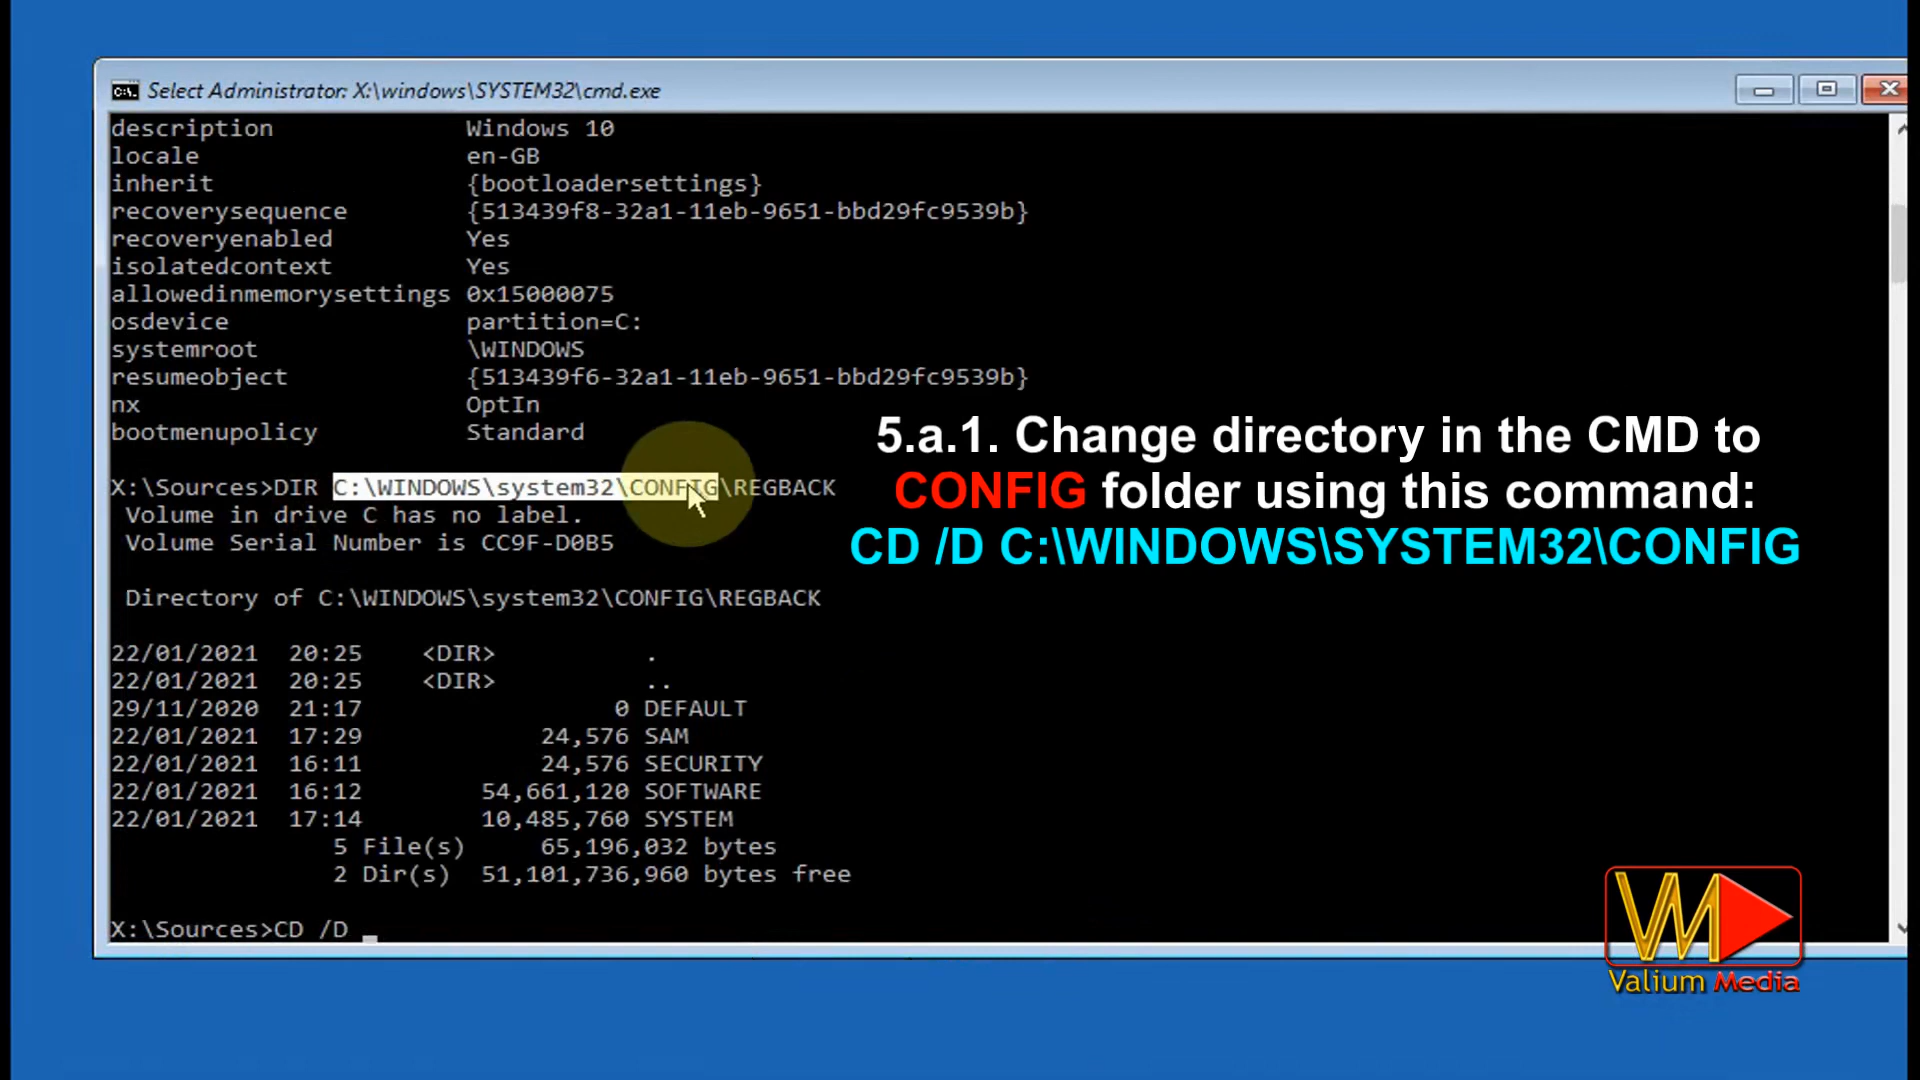 Select Administrator: X:\windows\SYSTEM32\cmd.exe
description Windows 10
locale en-GB
inherit {bootloadersettings}
recoverysequence {513439f8-32a1-11eb-9651-bbd29fc9539b}
recoveryenabled Yes
isolatedcontext Yes
allowedinmemorysettings 0x15000075
osdevice partition=C:
systemroot \WINDOWS
resumeobject {513439f6-32a1-11eb-9651-bbd29fc9539b}
nx OptIn
bootmenupolicy Standard
X:\Sources>DIR C:\WINDOWS\system32\CONFIG\REGBACK
Volume in drive C has no label.
Volume Serial Number is CC9F-D0B5
Directory of C:\WINDOWS\system32\CONFIG\REGBACK
22/01/2021 20:25 <DIR> .
22/01/2021 20:25 <DIR> ..
29/11/2020 21:17 0 DEFAULT
22/01/2021 17:29 24,576 SAM
22/01/2021 16:11 24,576 SECURITY
22/01/2021 16:12 54,661,120 SOFTWARE
22/01/2021 17:14 10,485,760 SYSTEM
5 File(s) 65,196,032 bytes
2 Dir(s) 51,101,736,960 bytes free
X:\Sources>CD /D
5.a.1. Change directory in the CMD to
CONFIG folder using this command:
CD /D C:\WINDOWS\SYSTEM32\CONFIG
VM
Valium Media